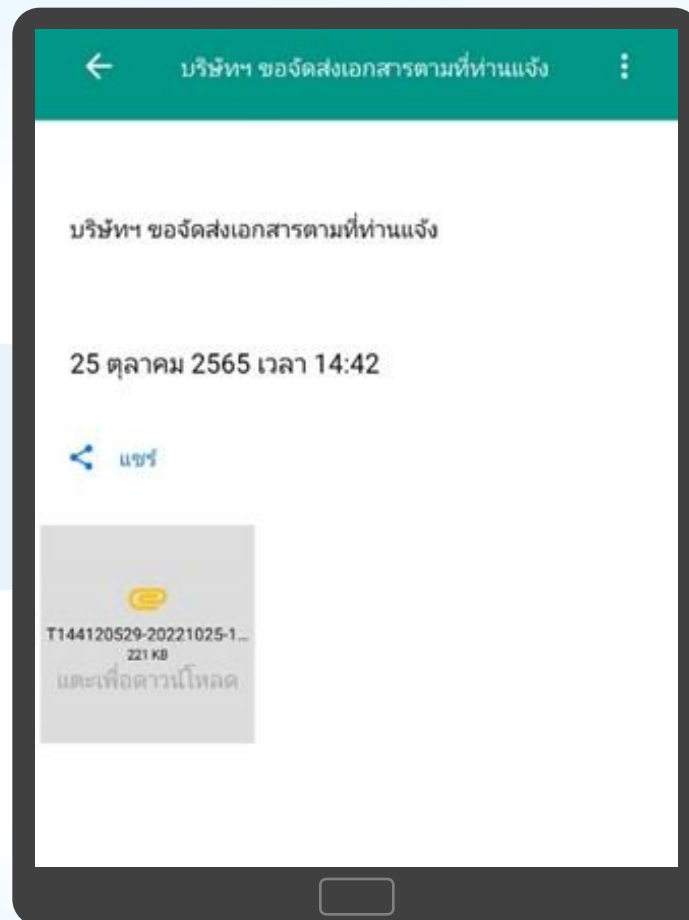 บริษัทฯ ขอจัดส่งเอกสารตามที่ท่านแจ้ง
บริษัทฯ ขอจัดส่งเอกสารตามที่ท่านแจ้ง
25 ตุลาคม 2565 เวลา 14:42
แชร์
T144120529-20221025-1...
221 KB
แตะเพื่อดาวน์โหลด